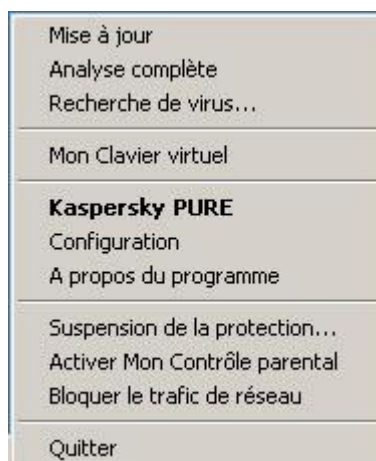 Mise à jour
Analyse complète
Recherche de virus...
Mon Clavier virtuel
Kaspersky PURE
Configuration
A propos du programme
Suspension de la protection...
Activer Mon Contrôle parental
Bloquer le trafic de réseau
Quitter